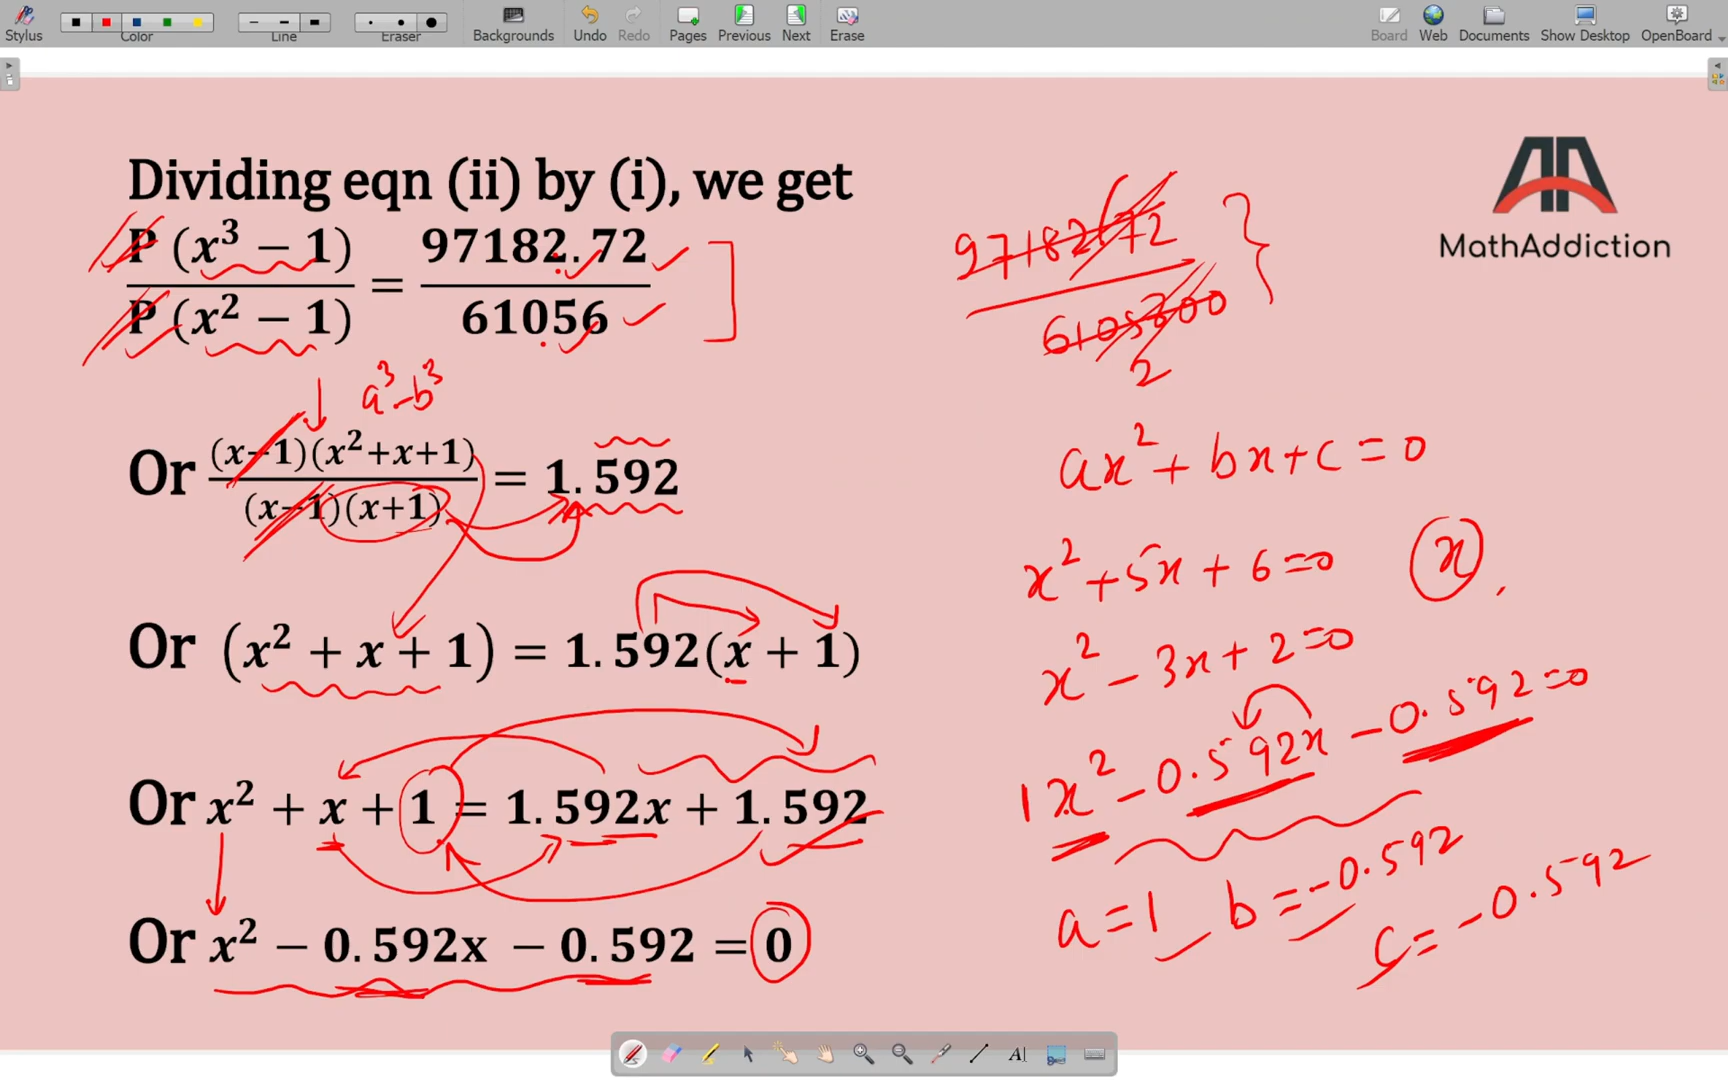 Stylus Color Line Eraser Backgrounds Undo Redo Pages Previous Next Erase Board Web Documents Show Desktop OpenBoard
Dividing eqn (ii) by (i), we get
P (x³ − 1) / P (x² − 1) = 97182.72 / 61056
a³ - b³
Or (x−1)(x²+x+1) / (x−1)(x+1) = 1.592
Or (x² + x + 1) = 1.592(x + 1)
Or x² + x + 1 = 1.592x + 1.592
Or x² − 0.592x − 0.592 = 0
MathAddiction
2
ax² + bx + c = 0
x² + 5x + 6 = 0 x
x² - 3x + 2 = 0
1x² - 0.592x - 0.592 = 0
a = 1 b = -0.592
c = -0.592
A